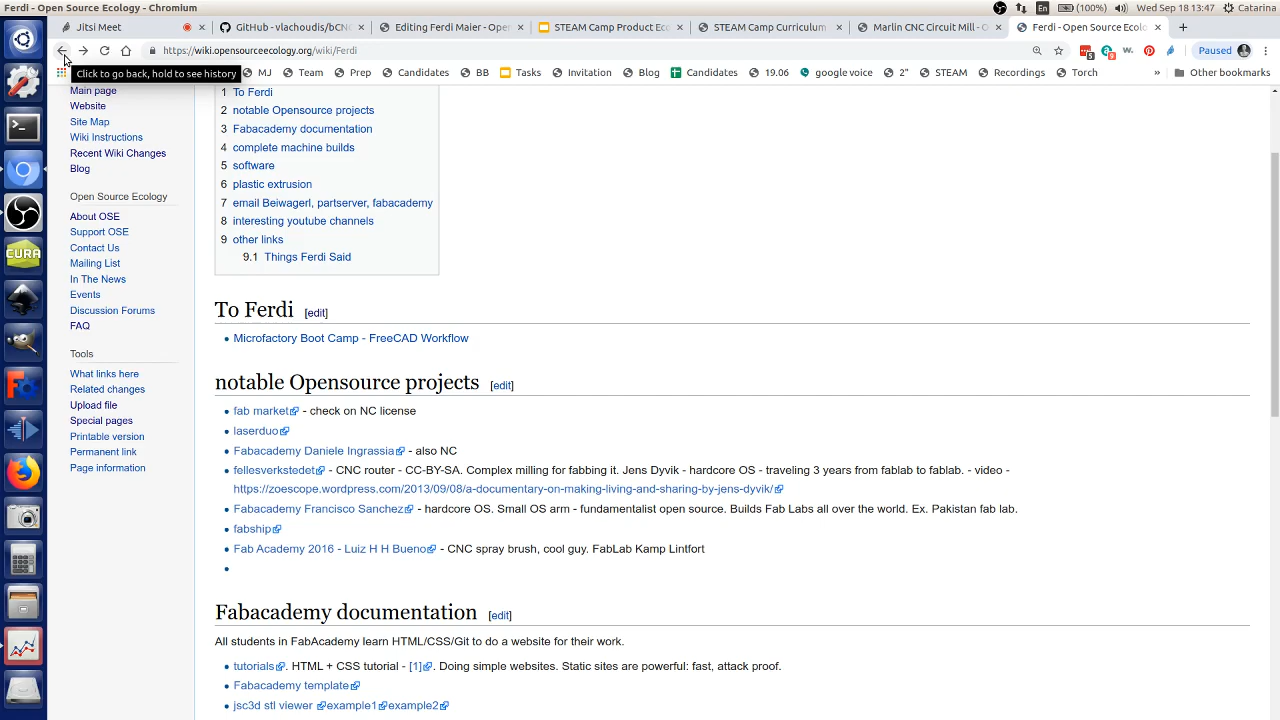 Ferdi - Open Source Ecology - Chromium
En
(100%)
Wed Sep 18 13:47
Catarina
Jitsi Meet
GitHub - vlachoudis/bCN
Editing Ferdi Maier - Open
STEAM Camp Product Ec
STEAM Camp Curriculum
Marlin CNC Circuit Mill - O
Ferdi - Open Source Ecolo
https://wiki.opensourceecology.org/wiki/Ferdi
Paused
Click to go back, hold to see history
MJ
Team
Prep
Candidates
BB
Tasks
Invitation
Blog
Candidates
19.06
google voice
2"
STEAM
Recordings
Torch
»
Other bookmarks
Main page
Website
Site Map
Wiki Instructions
Recent Wiki Changes
Blog
Open Source Ecology
About OSE
Support OSE
Contact Us
Mailing List
In The News
Events
Discussion Forums
FAQ
Tools
What links here
Related changes
Upload file
Special pages
Printable version
Permanent link
Page information
CURA
1 To Ferdi
2 notable Opensource projects
3 Fabacademy documentation
4 complete machine builds
5 software
6 plastic extrusion
7 email Beiwagerl, partserver, fabacademy
8 interesting youtube channels
9 other links
9.1 Things Ferdi Said
To Ferdi [edit]
Microfactory Boot Camp - FreeCAD Workflow
notable Opensource projects [edit]
fab market - check on NC license
laserduo
Fabacademy Daniele Ingrassia - also NC
fellesverkstedet - CNC router - CC-BY-SA. Complex milling for fabbing it. Jens Dyvik - hardcore OS - traveling 3 years from fablab to fablab. - video -
https://zoescope.wordpress.com/2013/09/08/a-documentary-on-making-living-and-sharing-by-jens-dyvik/
Fabacademy Francisco Sanchez - hardcore OS. Small OS arm - fundamentalist open source. Builds Fab Labs all over the world. Ex. Pakistan fab lab.
fabship
Fab Academy 2016 - Luiz H H Bueno - CNC spray brush, cool guy. FabLab Kamp Lintfort
Fabacademy documentation [edit]
All students in FabAcademy learn HTML/CSS/Git to do a website for their work.
tutorials. HTML + CSS tutorial - [1]. Doing simple websites. Static sites are powerful: fast, attack proof.
Fabacademy template
jsc3d stl viewer example1 example2